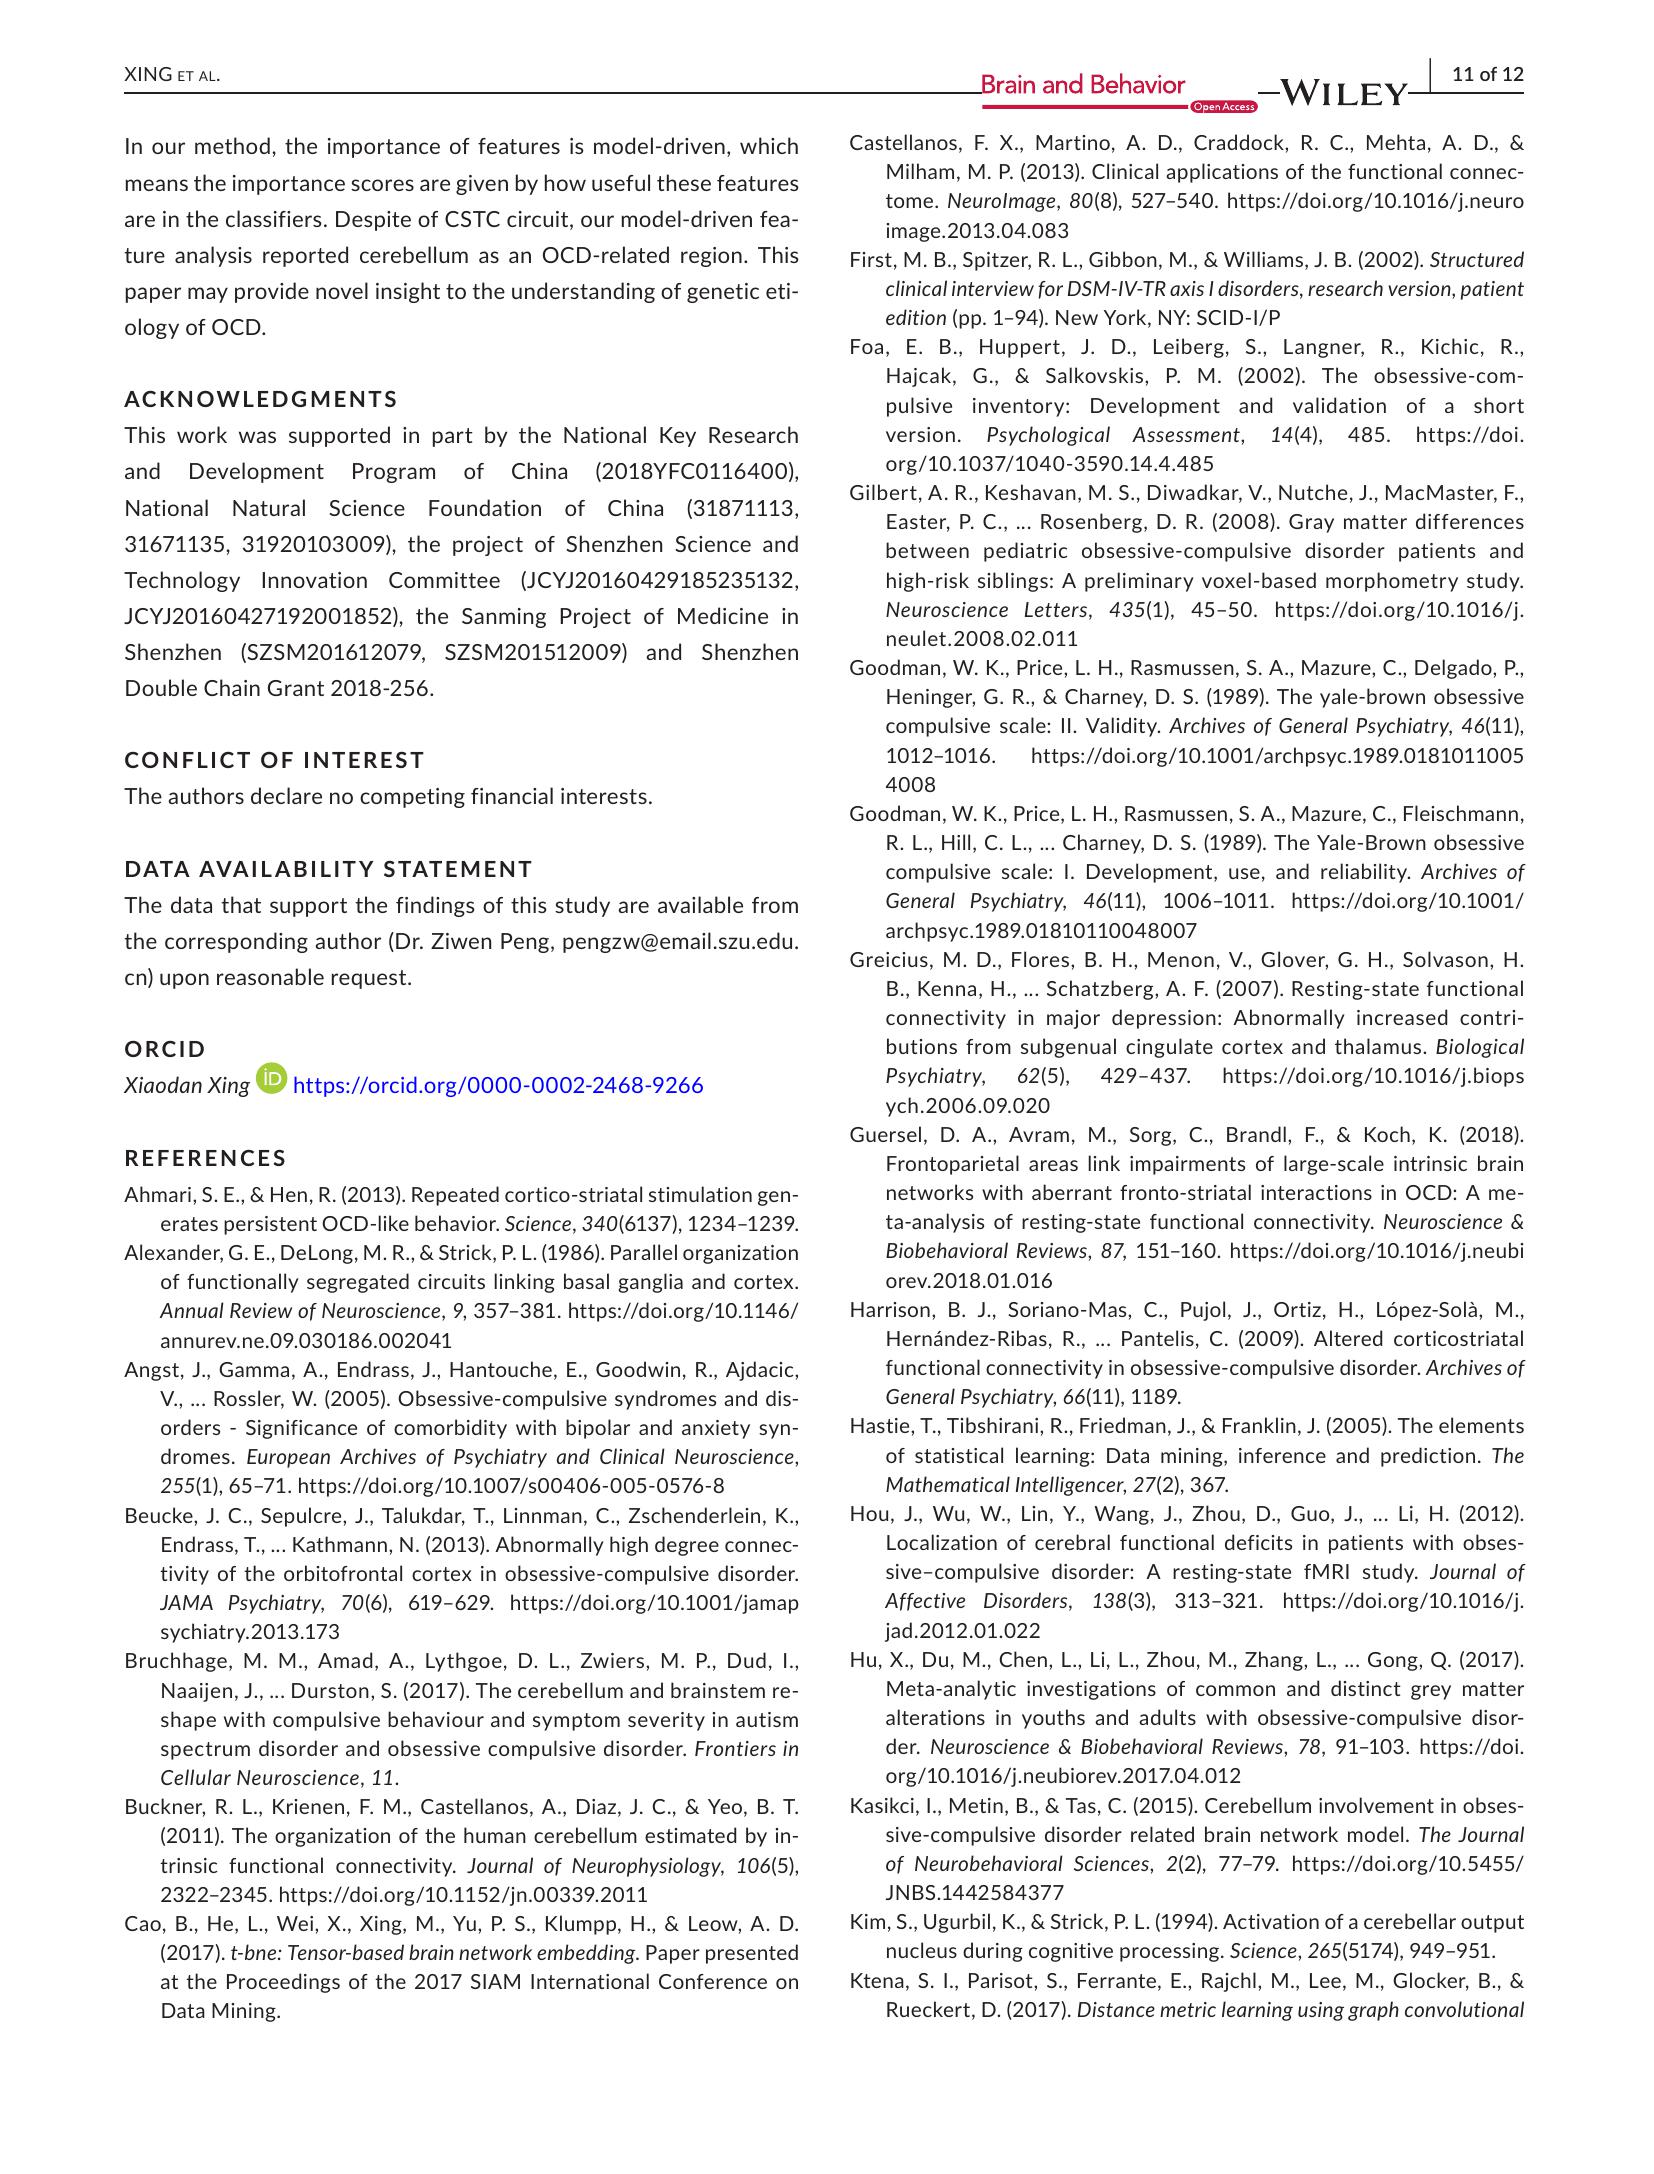 XING ET AL.
Brain and Behavior
Open Access
WILEY
11 of 12
In our method, the importance of features is model-driven, which
means the importance scores are given by how useful these features
are in the classifiers. Despite of CSTC circuit, our model-driven fea-
ture analysis reported cerebellum as an OCD-related region. This
paper may provide novel insight to the understanding of genetic eti-
ology of OCD.
ACKNOWLEDGMENTS
This work was supported in part by the National Key Research
and Development Program of China (2018YFC0116400),
National Natural Science Foundation of China (31871113,
31671135, 31920103009), the project of Shenzhen Science and
Technology Innovation Committee (JCYJ20160429185235132,
JCYJ20160427192001852), the Sanming Project of Medicine in
Shenzhen (SZSM201612079, SZSM201512009) and Shenzhen
Double Chain Grant 2018-256.
CONFLICT OF INTEREST
The authors declare no competing financial interests.
DATA AVAILABILITY STATEMENT
The data that support the findings of this study are available from
the corresponding author (Dr. Ziwen Peng, pengzw@email.szu.edu.
cn) upon reasonable request.
ORCID
Xiaodan Xing iD https://orcid.org/0000-0002-2468-9266
REFERENCES
Ahmari, S. E., & Hen, R. (2013). Repeated cortico-striatal stimulation gen-
erates persistent OCD-like behavior. Science, 340(6137), 1234–1239.
Alexander, G. E., DeLong, M. R., & Strick, P. L. (1986). Parallel organization
of functionally segregated circuits linking basal ganglia and cortex.
Annual Review of Neuroscience, 9, 357–381. https://doi.org/10.1146/
annurev.ne.09.030186.002041
Angst, J., Gamma, A., Endrass, J., Hantouche, E., Goodwin, R., Ajdacic,
V., ... Rossler, W. (2005). Obsessive-compulsive syndromes and dis-
orders - Significance of comorbidity with bipolar and anxiety syn-
dromes. European Archives of Psychiatry and Clinical Neuroscience,
255(1), 65–71. https://doi.org/10.1007/s00406-005-0576-8
Beucke, J. C., Sepulcre, J., Talukdar, T., Linnman, C., Zschenderlein, K.,
Endrass, T., ... Kathmann, N. (2013). Abnormally high degree connec-
tivity of the orbitofrontal cortex in obsessive-compulsive disorder.
JAMA Psychiatry, 70(6), 619–629. https://doi.org/10.1001/jamap
sychiatry.2013.173
Bruchhage, M. M., Amad, A., Lythgoe, D. L., Zwiers, M. P., Dud, I.,
Naaijen, J., ... Durston, S. (2017). The cerebellum and brainstem re-
shape with compulsive behaviour and symptom severity in autism
spectrum disorder and obsessive compulsive disorder. Frontiers in
Cellular Neuroscience, 11.
Buckner, R. L., Krienen, F. M., Castellanos, A., Diaz, J. C., & Yeo, B. T.
(2011). The organization of the human cerebellum estimated by in-
trinsic functional connectivity. Journal of Neurophysiology, 106(5),
2322–2345. https://doi.org/10.1152/jn.00339.2011
Cao, B., He, L., Wei, X., Xing, M., Yu, P. S., Klumpp, H., & Leow, A. D.
(2017). t-bne: Tensor-based brain network embedding. Paper presented
at the Proceedings of the 2017 SIAM International Conference on
Data Mining.
Castellanos, F. X., Martino, A. D., Craddock, R. C., Mehta, A. D., &
Milham, M. P. (2013). Clinical applications of the functional connec-
tome. NeuroImage, 80(8), 527–540. https://doi.org/10.1016/j.neuro
image.2013.04.083
First, M. B., Spitzer, R. L., Gibbon, M., & Williams, J. B. (2002). Structured
clinical interview for DSM-IV-TR axis I disorders, research version, patient
edition (pp. 1–94). New York, NY: SCID-I/P
Foa, E. B., Huppert, J. D., Leiberg, S., Langner, R., Kichic, R.,
Hajcak, G., & Salkovskis, P. M. (2002). The obsessive-com-
pulsive inventory: Development and validation of a short
version. Psychological Assessment, 14(4), 485. https://doi.
org/10.1037/1040-3590.14.4.485
Gilbert, A. R., Keshavan, M. S., Diwadkar, V., Nutche, J., MacMaster, F.,
Easter, P. C., ... Rosenberg, D. R. (2008). Gray matter differences
between pediatric obsessive-compulsive disorder patients and
high-risk siblings: A preliminary voxel-based morphometry study.
Neuroscience Letters, 435(1), 45–50. https://doi.org/10.1016/j.
neulet.2008.02.011
Goodman, W. K., Price, L. H., Rasmussen, S. A., Mazure, C., Delgado, P.,
Heninger, G. R., & Charney, D. S. (1989). The yale-brown obsessive
compulsive scale: II. Validity. Archives of General Psychiatry, 46(11),
1012–1016. https://doi.org/10.1001/archpsyc.1989.0181011005
4008
Goodman, W. K., Price, L. H., Rasmussen, S. A., Mazure, C., Fleischmann,
R. L., Hill, C. L., ... Charney, D. S. (1989). The Yale-Brown obsessive
compulsive scale: I. Development, use, and reliability. Archives of
General Psychiatry, 46(11), 1006–1011. https://doi.org/10.1001/
archpsyc.1989.01810110048007
Greicius, M. D., Flores, B. H., Menon, V., Glover, G. H., Solvason, H.
B., Kenna, H., ... Schatzberg, A. F. (2007). Resting-state functional
connectivity in major depression: Abnormally increased contri-
butions from subgenual cingulate cortex and thalamus. Biological
Psychiatry, 62(5), 429–437. https://doi.org/10.1016/j.biops
ych.2006.09.020
Guersel, D. A., Avram, M., Sorg, C., Brandl, F., & Koch, K. (2018).
Frontoparietal areas link impairments of large-scale intrinsic brain
networks with aberrant fronto-striatal interactions in OCD: A me-
ta-analysis of resting-state functional connectivity. Neuroscience &
Biobehavioral Reviews, 87, 151–160. https://doi.org/10.1016/j.neubi
orev.2018.01.016
Harrison, B. J., Soriano-Mas, C., Pujol, J., Ortiz, H., López-Solà, M.,
Hernández-Ribas, R., ... Pantelis, C. (2009). Altered corticostriatal
functional connectivity in obsessive-compulsive disorder. Archives of
General Psychiatry, 66(11), 1189.
Hastie, T., Tibshirani, R., Friedman, J., & Franklin, J. (2005). The elements
of statistical learning: Data mining, inference and prediction. The
Mathematical Intelligencer, 27(2), 367.
Hou, J., Wu, W., Lin, Y., Wang, J., Zhou, D., Guo, J., ... Li, H. (2012).
Localization of cerebral functional deficits in patients with obses-
sive–compulsive disorder: A resting-state fMRI study. Journal of
Affective Disorders, 138(3), 313–321. https://doi.org/10.1016/j.
jad.2012.01.022
Hu, X., Du, M., Chen, L., Li, L., Zhou, M., Zhang, L., ... Gong, Q. (2017).
Meta-analytic investigations of common and distinct grey matter
alterations in youths and adults with obsessive-compulsive disor-
der. Neuroscience & Biobehavioral Reviews, 78, 91–103. https://doi.
org/10.1016/j.neubiorev.2017.04.012
Kasikci, I., Metin, B., & Tas, C. (2015). Cerebellum involvement in obses-
sive-compulsive disorder related brain network model. The Journal
of Neurobehavioral Sciences, 2(2), 77–79. https://doi.org/10.5455/
JNBS.1442584377
Kim, S., Ugurbil, K., & Strick, P. L. (1994). Activation of a cerebellar output
nucleus during cognitive processing. Science, 265(5174), 949–951.
Ktena, S. I., Parisot, S., Ferrante, E., Rajchl, M., Lee, M., Glocker, B., &
Rueckert, D. (2017). Distance metric learning using graph convolutional